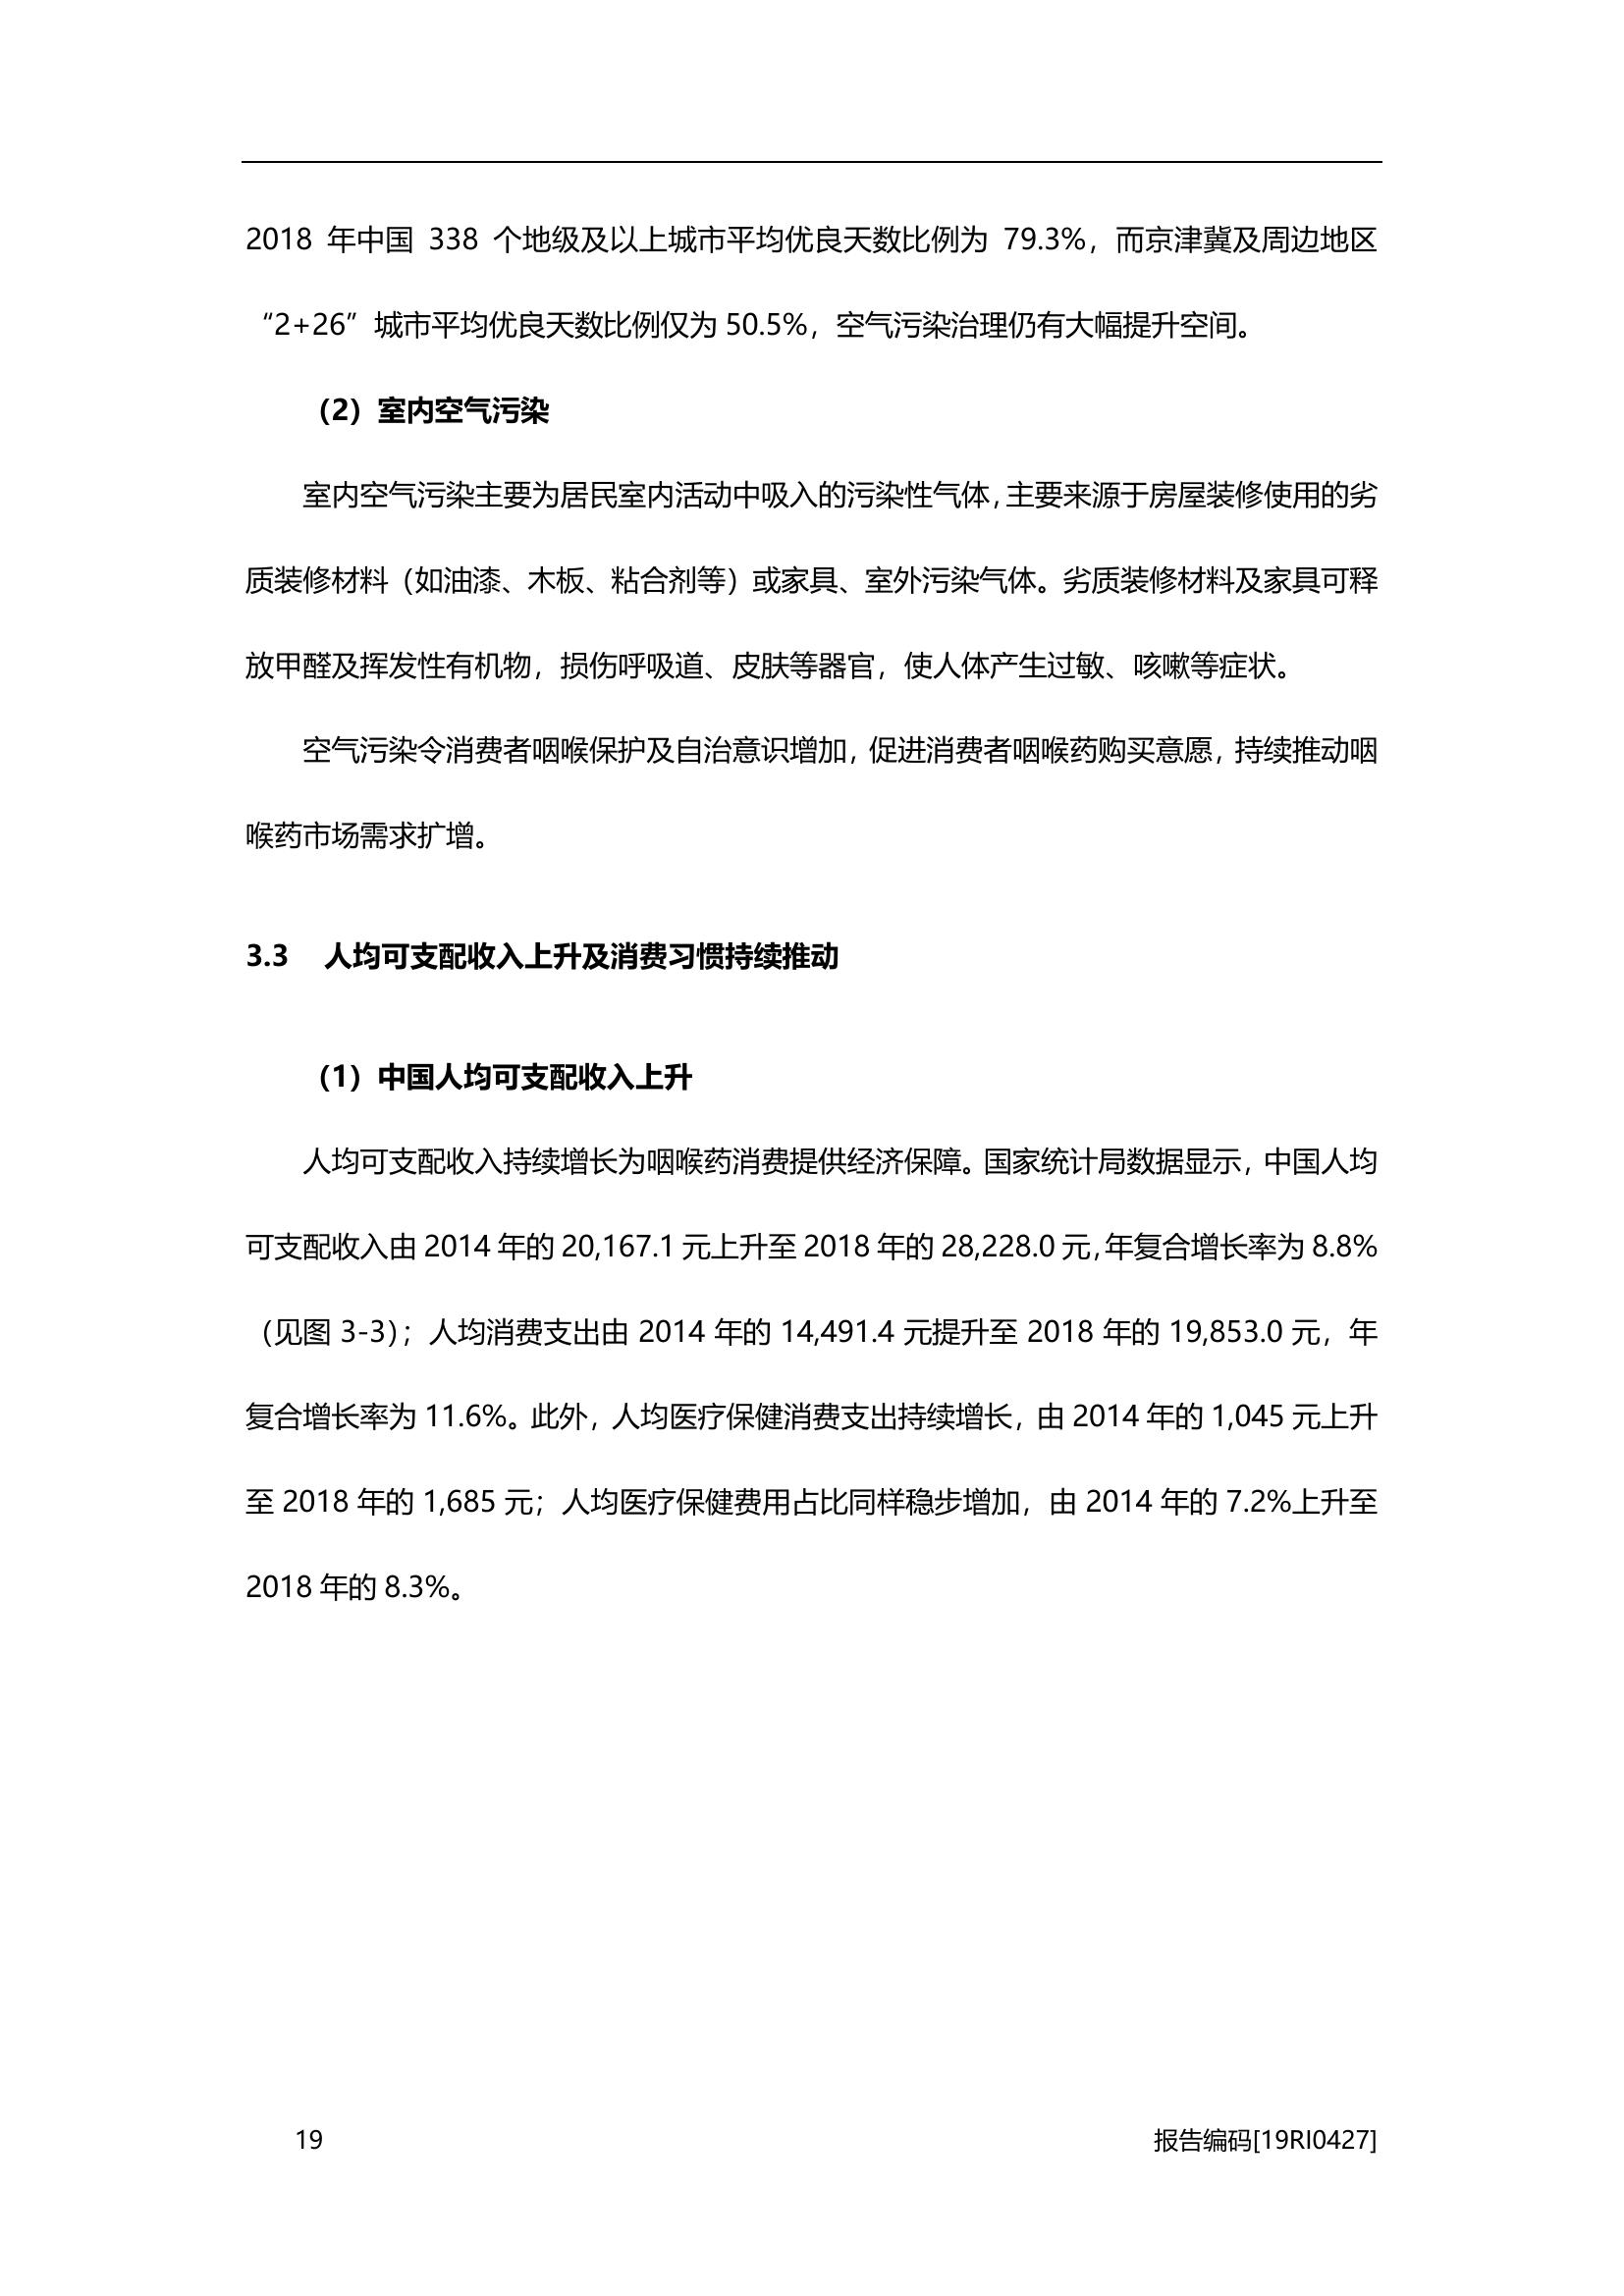 2018 年中国 338 个地级及以上城市平均优良天数比例为 79.3%，而京津冀及周边地区
“2+26”城市平均优良天数比例仅为 50.5%，空气污染治理仍有大幅提升空间。
（2）室内空气污染
室内空气污染主要为居民室内活动中吸入的污染性气体，主要来源于房屋装修使用的劣
质装修材料（如油漆、木板、粘合剂等）或家具、室外污染气体。劣质装修材料及家具可释
放甲醛及挥发性有机物，损伤呼吸道、皮肤等器官，使人体产生过敏、咳嗽等症状。
空气污染令消费者咽喉保护及自治意识增加，促进消费者咽喉药购买意愿，持续推动咽
喉药市场需求扩增。
3.3 人均可支配收入上升及消费习惯持续推动
（1）中国人均可支配收入上升
人均可支配收入持续增长为咽喉药消费提供经济保障。国家统计局数据显示，中国人均
可支配收入由 2014 年的 20,167.1 元上升至 2018 年的 28,228.0 元，年复合增长率为 8.8%
（见图 3-3）；人均消费支出由 2014 年的 14,491.4 元提升至 2018 年的 19,853.0 元，年
复合增长率为 11.6%。此外，人均医疗保健消费支出持续增长，由 2014 年的 1,045 元上升
至 2018 年的 1,685 元；人均医疗保健费用占比同样稳步增加，由 2014 年的 7.2%上升至
2018 年的 8.3%。
19 报告编码[19RI0427]